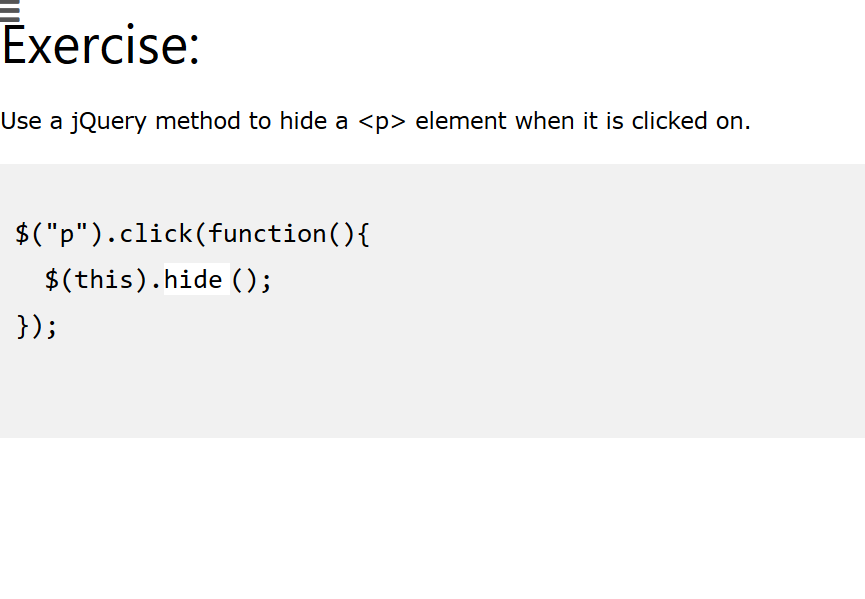 Exercise:
Use a jQuery method to hide a <p> element when it is clicked on.
$("p").click(function(){
$(this).hide();
});